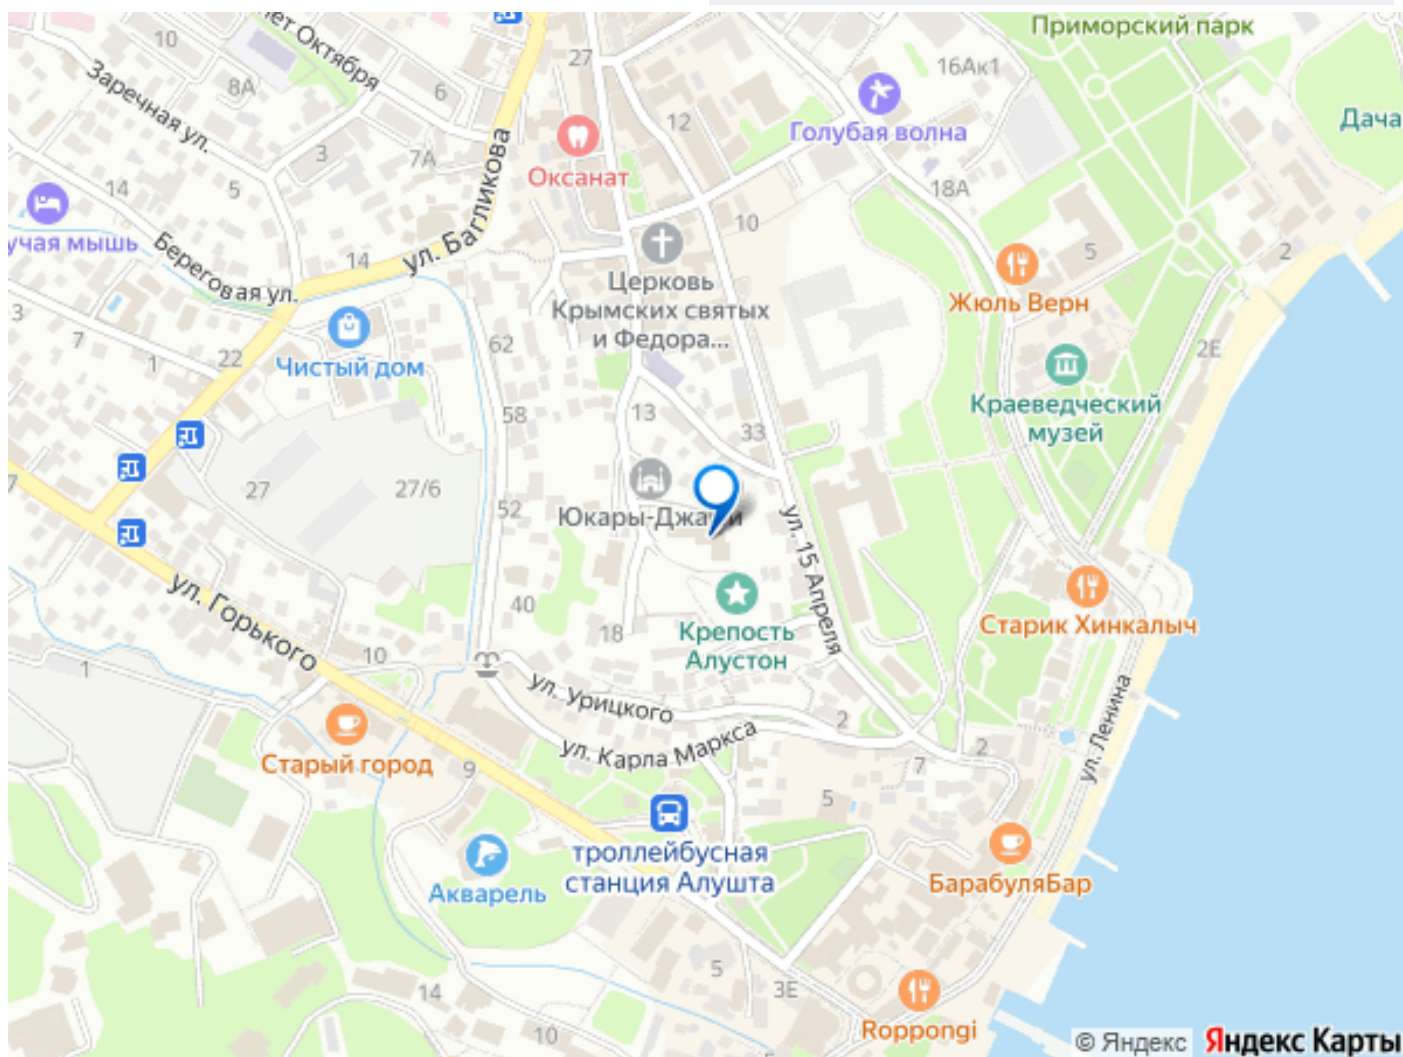 Приморский парк
ет Октября
27
16Ак1
10
8А
6
Заречная ул.
12
Голубая волна
Дача
3
7А
Оксанат
14
5
18А
ул. Багликова
10
учая мышь
Береговая ул.
14
5
2
Церковь
Крымских святых
и Федора...
Жюль Верн
3
7
1
22
Чистый дом
62
2Е
58
13
33
Краеведческий
музей
7
27
27/6
52
Юкары-Джа
и
ул. 15 Апреля
ул. Горького
40
18
Крепость
Алустон
Старик Хинкалыч
1
10
ул. Урицкого
2
ул. Карла Маркса
7
2
ул. Ленина
Старый город
9
5
троллейбусная
станция Алушта
Акварель
БарабуляБар
5
3Е
14
10
Roppongi
© Яндекс Яндекс Карты